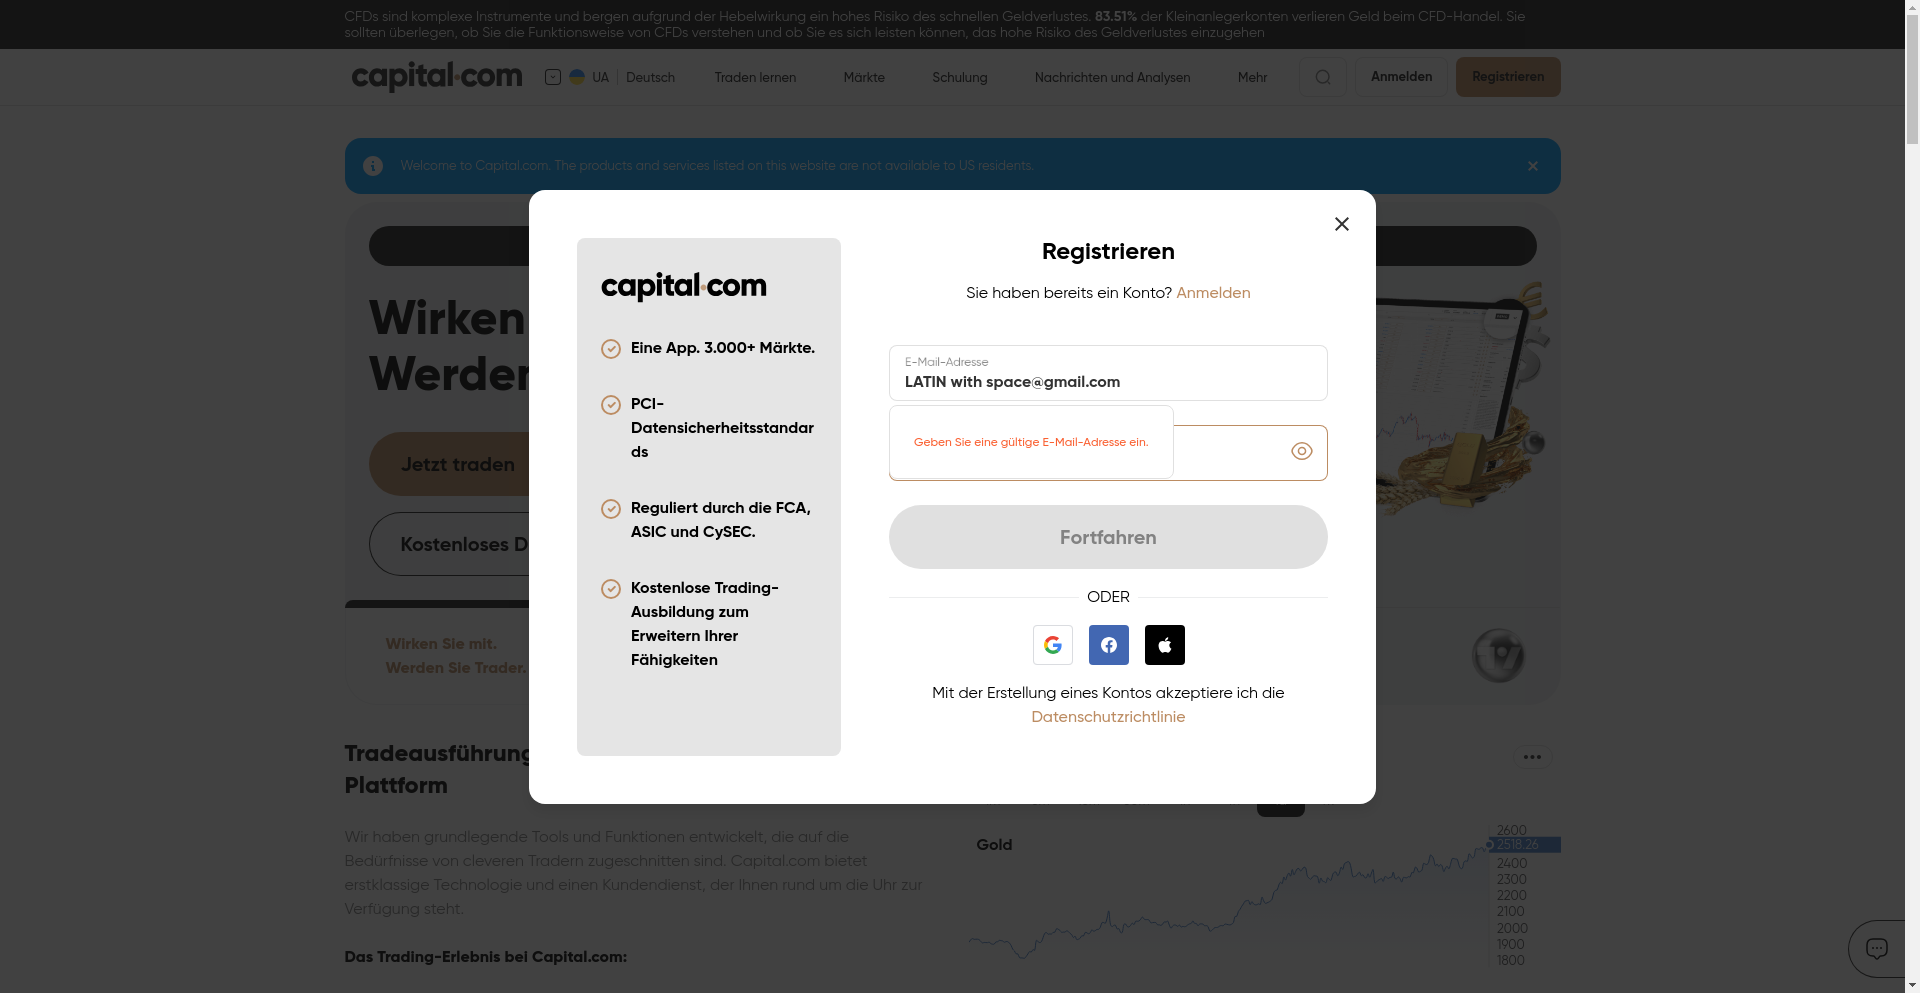 CFDs sind komplexe Instrumente und bergen aufgrund der Hebelwirkung ein hohes Risiko des schnellen Geldverlustes. 83.51% der Kleinanlegerkonten verlieren Geld beim CFD-Handel. Sie
sollten überlegen, ob Sie die Funktionsweise von CFDs verstehen und ob Sie es sich leisten können, das hohe Risiko des Geldverlustes einzugehen
capital.com
UA
Deutsch
Traden lernen
Märkte
Schulung
Nachrichten und Analysen
Mehr
Anmelden
Registrieren
Welcome to Capital.com. The products and services listed on this website are not available to US residents.
Wirken
Werden
Jetzt traden
Kostenloses D
Wirken Sie mit.
Werden Sie Trader.
capital.com
Eine App. 3.000+ Märkte.
PCI-
Datensicherheitsstandar
ds
Reguliert durch die FCA,
ASIC und CySEC.
Kostenlose Trading-
Ausbildung zum
Erweitern Ihrer
Fähigkeiten
Registrieren
Sie haben bereits ein Konto? Anmelden
E-Mail-Adresse
LATIN with space@gmail.com
Geben Sie eine gültige E-Mail-Adresse ein.
Fortfahren
ODER
Mit der Erstellung eines Kontos akzeptiere ich die
Datenschutzrichtlinie
Tradeausführung
Plattform
Wir haben grundlegende Tools und Funktionen entwickelt, die auf die
Bedürfnisse von cleveren Tradern zugeschnitten sind. Capital.com bietet
erstklassige Technologie und einen Kundendienst, der Ihnen rund um die Uhr zur
Verfügung steht.
Das Trading-Erlebnis bei Capital.com:
Gold
2600
2518.26
2400
2300
2200
2100
2000
1900
1800